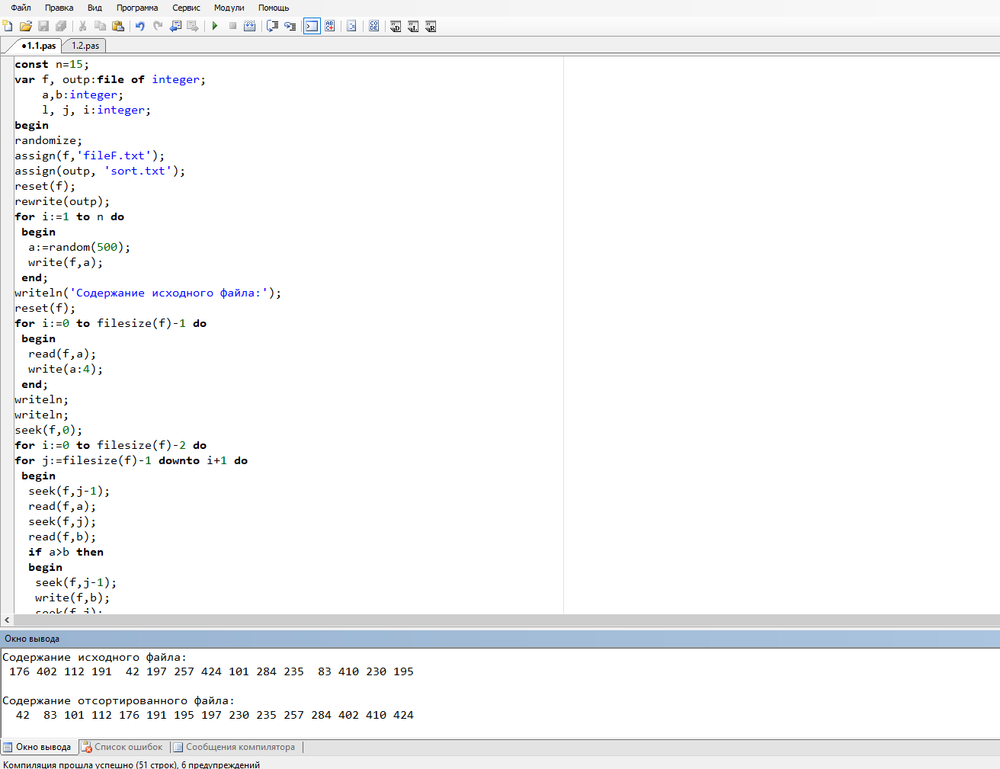 Файл Правка Вид Программа Сервис Модули Помощь
•1.1.pas 1.2.pas
const n=15;
var f, outp:file of integer;
    a,b:integer;
    l, j, i:integer;
begin
randomize;
assign(f,'fileF.txt');
assign(outp, 'sort.txt');
reset(f);
rewrite(outp);
for i:=1 to n do
 begin
  a:=random(500);
  write(f,a);
 end;
writeln('Содержание исходного файла:');
reset(f);
for i:=0 to filesize(f)-1 do
 begin
  read(f,a);
  write(a:4);
 end;
writeln;
writeln;
seek(f,0);
for i:=0 to filesize(f)-2 do
for j:=filesize(f)-1 downto i+1 do
 begin
  seek(f,j-1);
  read(f,a);
  seek(f,j);
  read(f,b);
  if a>b then
  begin
   seek(f,j-1);
   write(f,b);
   seek(f,j);
Окно вывода
Содержание исходного файла:
 176 402 112 191  42 197 257 424 101 284 235  83 410 230 195
Содержание отсортированного файла:
  42  83 101 112 176 191 195 197 230 235 257 284 402 410 424
Окно вывода Список ошибок Сообщения компилятора
Компиляция прошла успешно (51 строк), 6 предупреждений